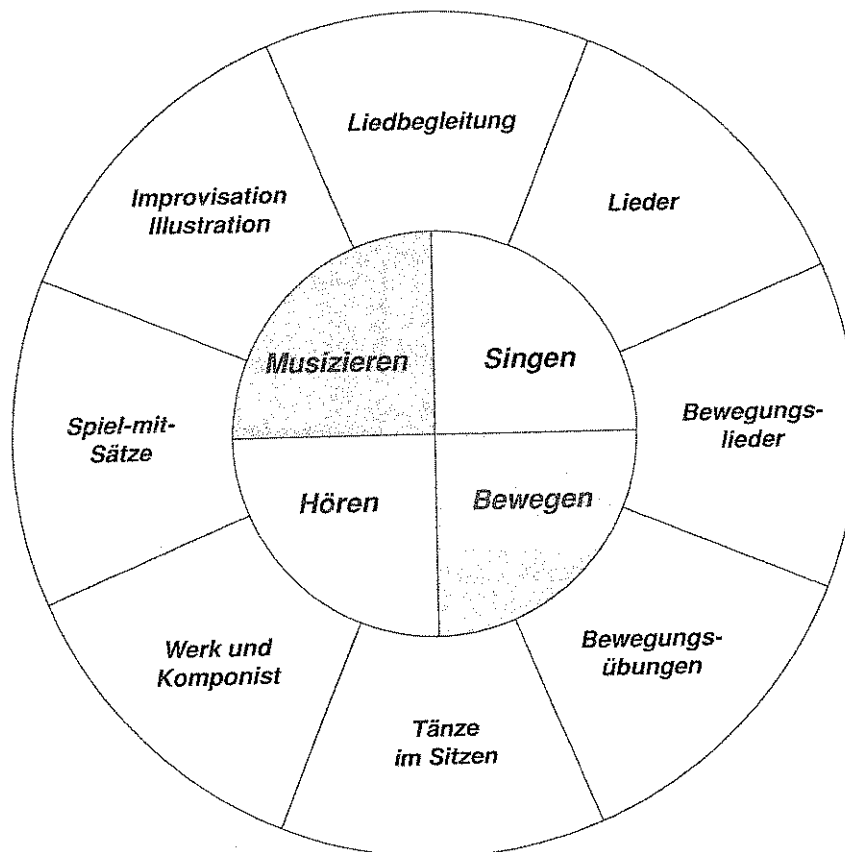 Liedbegleitung
Improvisation
Illustration
Lieder
Musizieren
Singen
Spiel-mit-
Sätze
Bewegungs-
lieder
Hören
Bewegen
Werk und
Komponist
Bewegungs-
übungen
Tänze
im Sitzen